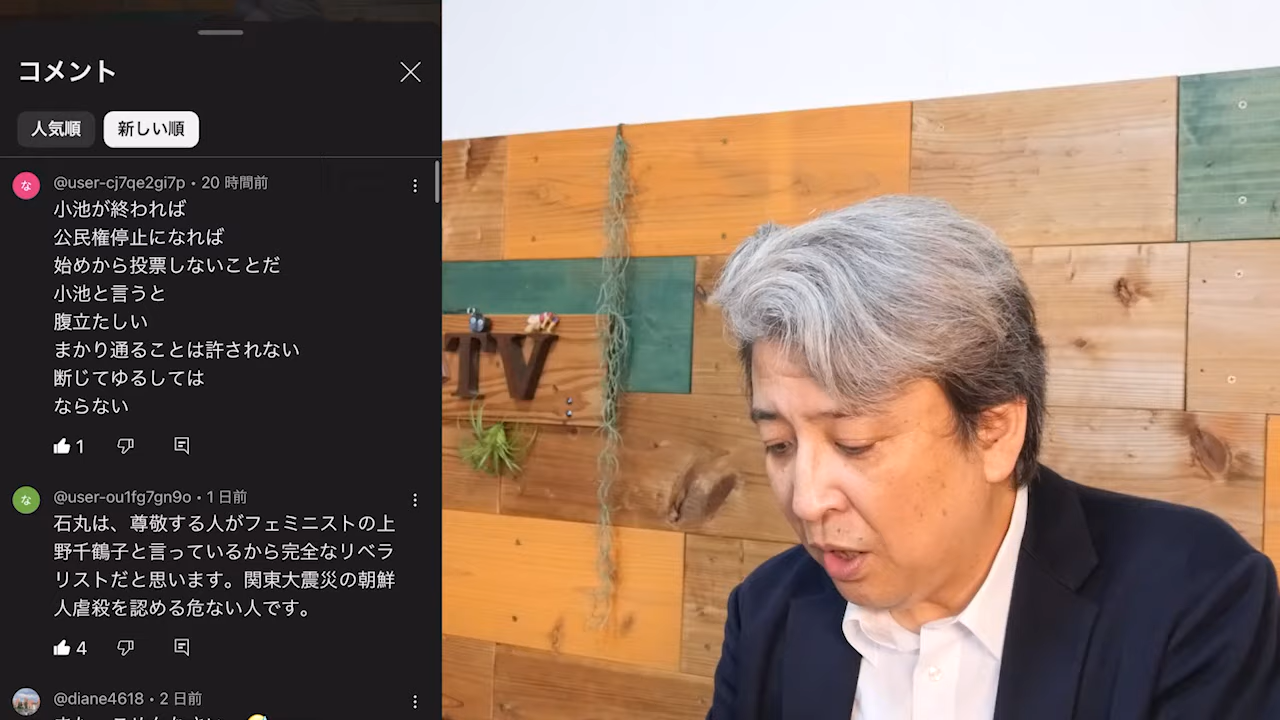 コメント
人気順
新しい順
な
@user-cj7qe2gi7p・20 時間前
小池が終われば
公民権停止になれば
始めから投票しないことだ
小池と言うと
腹立たしい
まかり通ることは許されない
断じてゆるしては
ならない
1
な
@user-ou1fg7gn9o・1 日前
石丸は、尊敬する人がフェミニストの上
野千鶴子と言っているから完全なリベラ
リストだと思います。関東大震災の朝鮮
人虐殺を認める危ない人です。
4
@diane4618・2 日前
TV